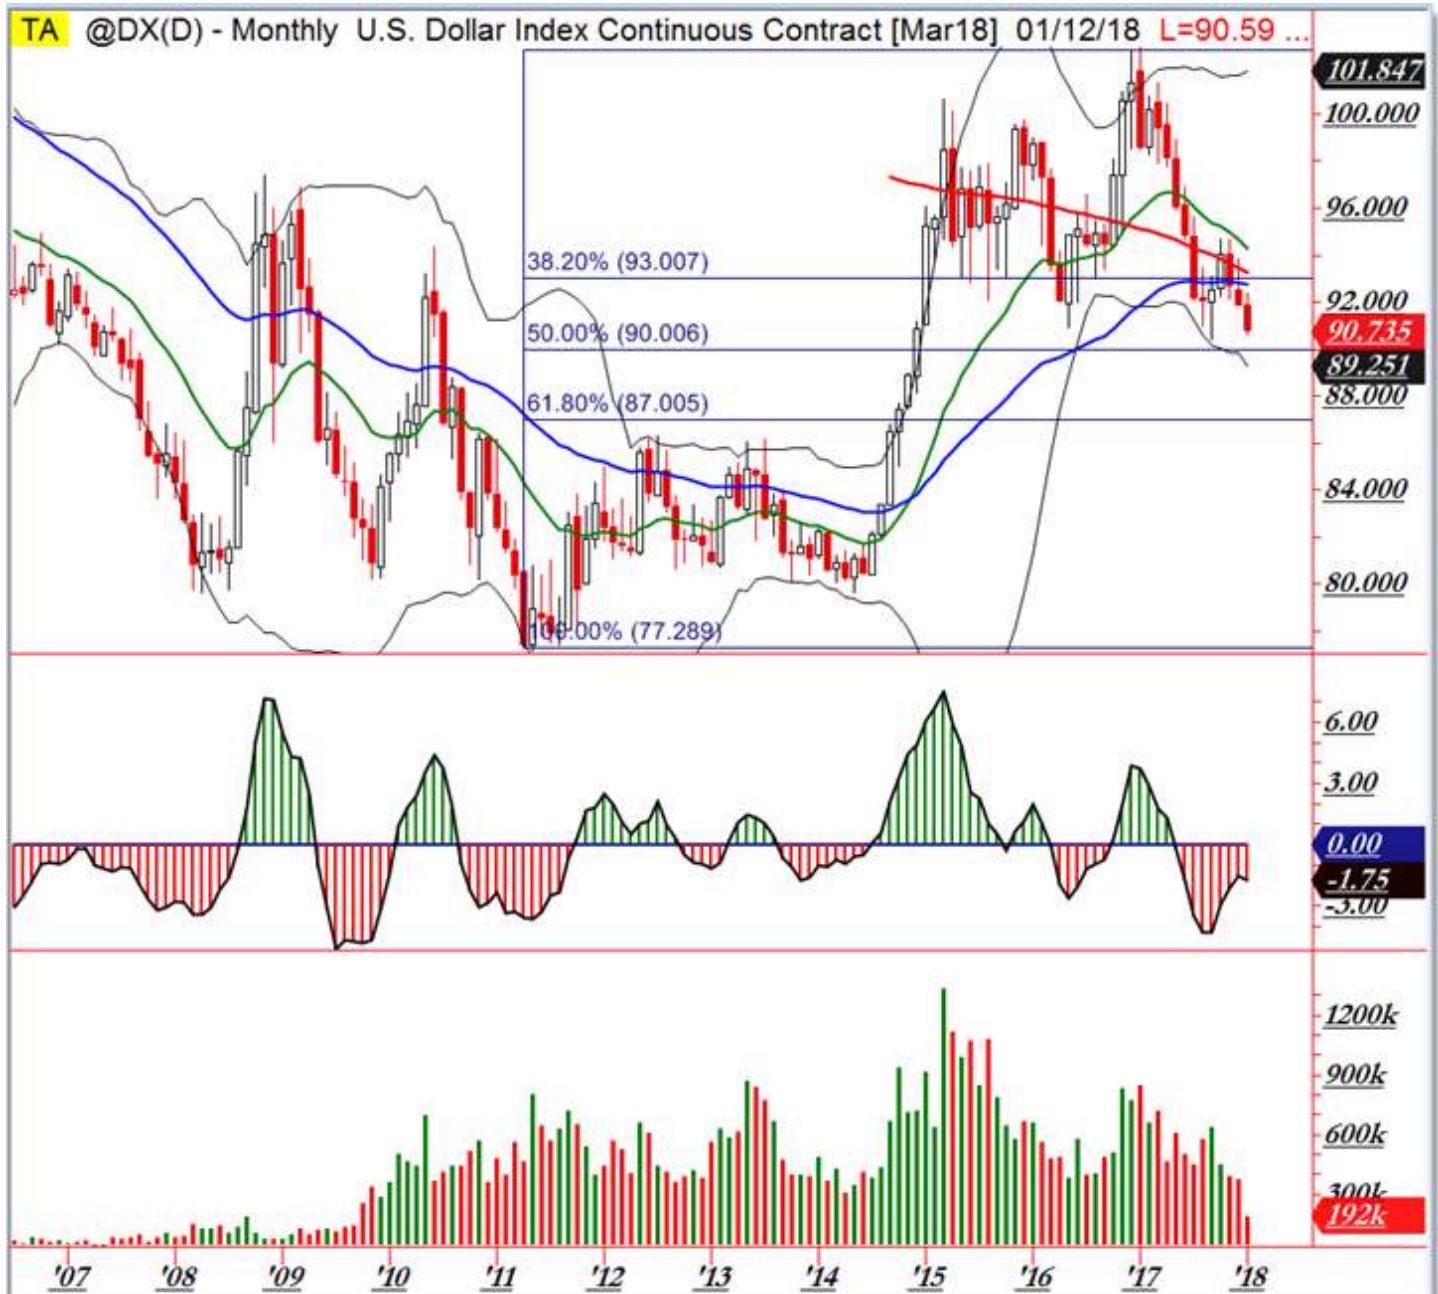 TA @DX(D) - Monthly U.S. Dollar Index Continuous Contract [Mar18] 01/12/18 L=90.59 ...
101.847
100.000
96.000
38.20% (93.007)
92.000
50.00% (90.006)
90.735
89.251
88.000
61.80% (87.005)
84.000
80.000
100.00% (77.289)
6.00
3.00
0.00
-1.75
-3.00
1200k
900k
600k
300k
192k
'07 '08 '09 '10 '11 '12 '13 '14 '15 '16 '17 '18